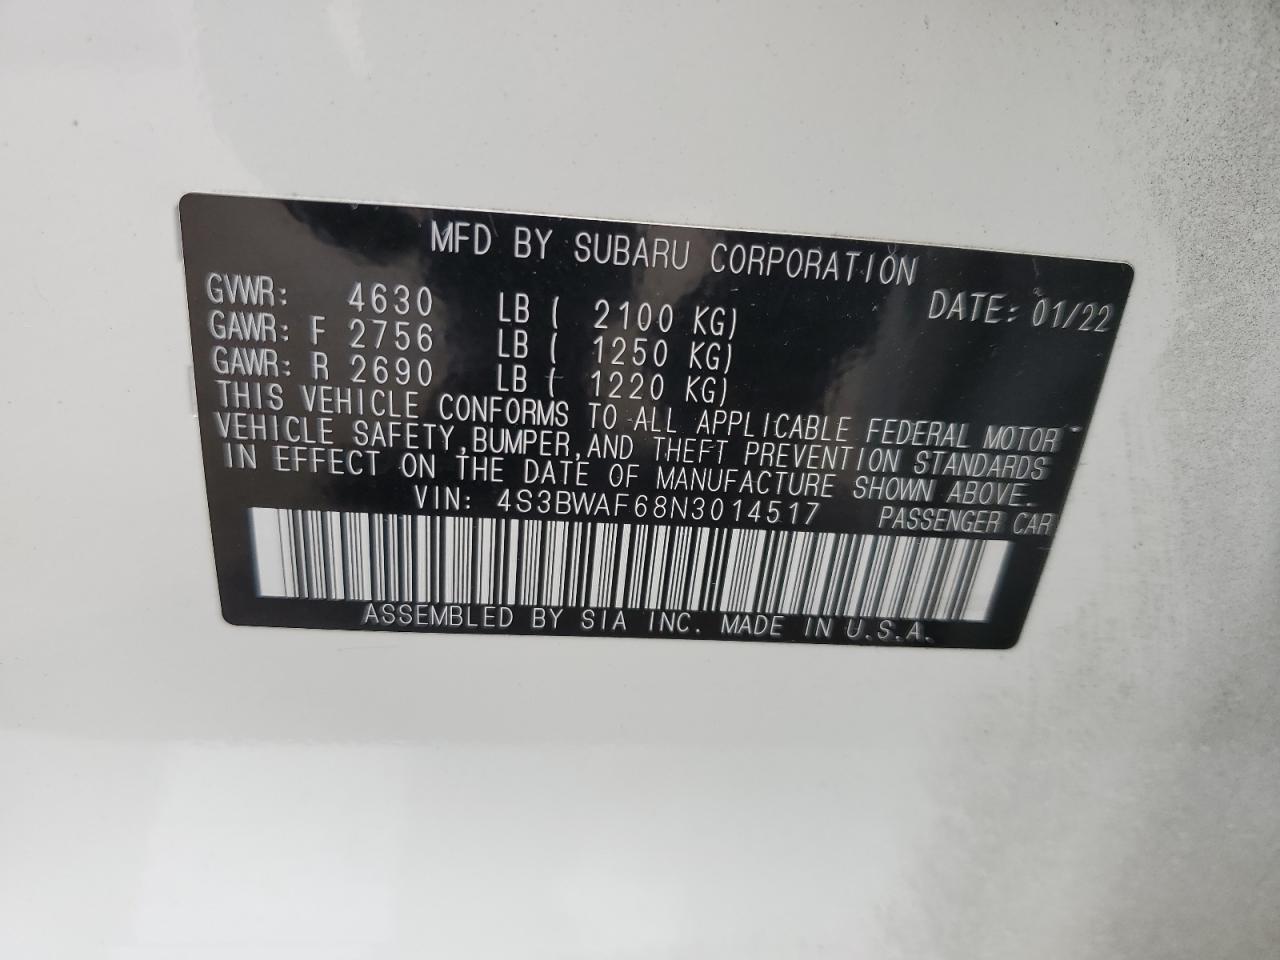 MFD BY SUBARU CORPORATION
GVWR: 4630 LB ( 2100 KG) DATE: 01/22
GAWR: F 2756 LB ( 1250 KG)
GAWR: R 2690 LB ( 1220 KG)
THIS VEHICLE CONFORMS TO ALL APPLICABLE FEDERAL MOTOR
VEHICLE SAFETY, BUMPER, AND THEFT PREVENTION STANDARDS
IN EFFECT ON THE DATE OF MANUFACTURE SHOWN ABOVE.
VIN: 4S3BWAF68N3014517 PASSENGER CAR
ASSEMBLED BY SIA INC. MADE IN U.S.A.